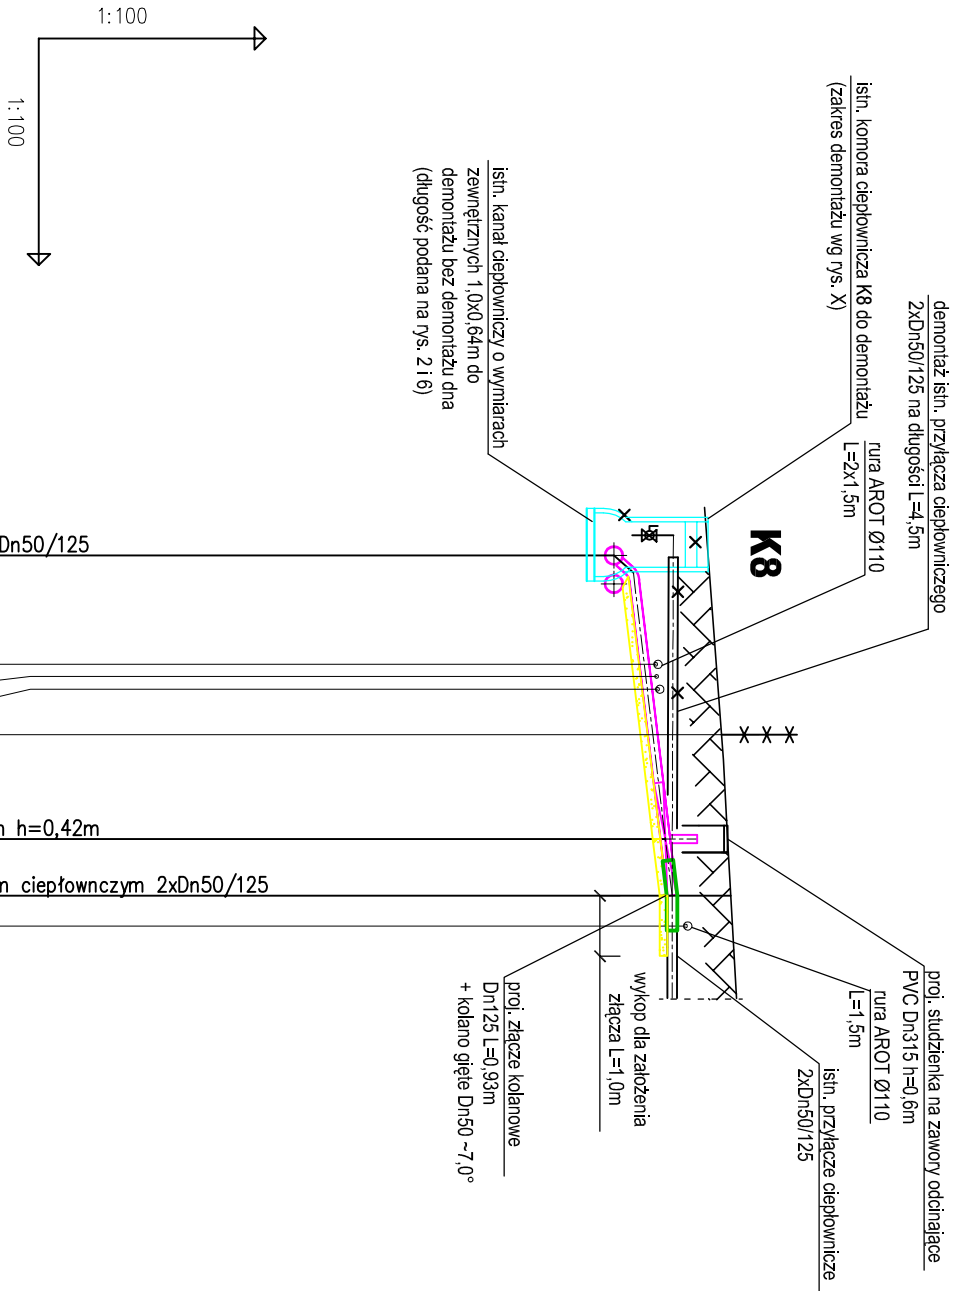 1:100
1:100
istn. komora ciepłownicza K8 do demontażu
(zakres demontażu wg rys. X)
demontaż istn. przyłącza ciepłowniczego
2xDn50/125 na długości L=4,5m
rura AROT Ø110
L=2x1,5m
istn. kanał ciepłowniczy o wymiarach
zewnętrznych 1,0x0,64m do
demontażu bez demontażu dna
(długość podana na rys. 2 i 6)
K8
Dn50/125
h=0,42m
ciepłownczym 2xDn50/125
proj. studzienka na zawory odcinające
PVC Dn315 h=0,6m
rura AROT Ø110
L=1,5m
istn. przyłącze ciepłownicze
2xDn50/125
wykop dla założenia
złącza L=1,0m
proj. złącze kolanowe
Dn125 L=0,93m
+ kolano gięte Dn50 ~7,0°